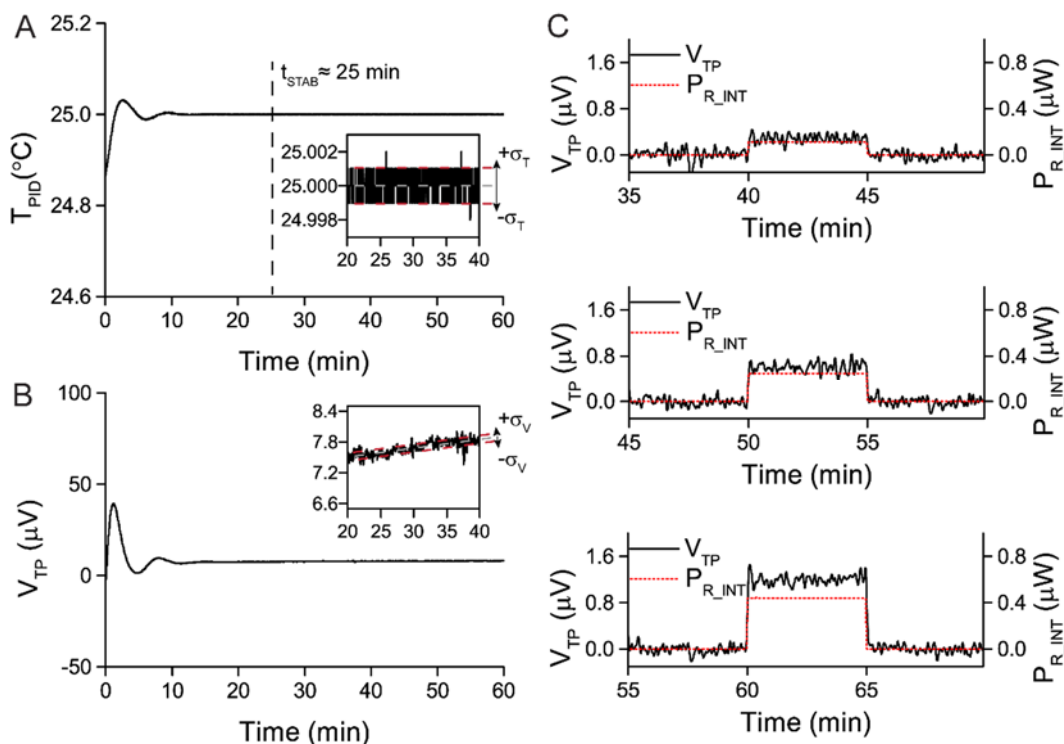 A
25.2
25.0
24.8
24.6
T_PID(°C)
t_STAB ≈ 25 min
25.002
25.000
24.998
+σ_T
-σ_T
20 25 30 35 40
0 10 20 30 40 50 60
Time (min)
B
100
50
0
-50
V_TP (μV)
8.4
7.8
7.2
6.6
+σ_V
-σ_V
20 25 30 35 40
0 10 20 30 40 50 60
Time (min)
C
V_TP
P_R_INT
1.6
0.8
0.0
V_TP (μV)
0.8
0.4
0.0
P_R_INT (μW)
35 40 45
Time (min)
V_TP
P_R_INT
1.6
0.8
0.0
V_TP (μV)
0.8
0.4
0.0
P_R_INT (μW)
45 50 55
Time (min)
V_TP
P_R_INT
1.6
0.8
0.0
V_TP (μV)
0.8
0.4
0.0
P_R_INT (μW)
55 60 65
Time (min)